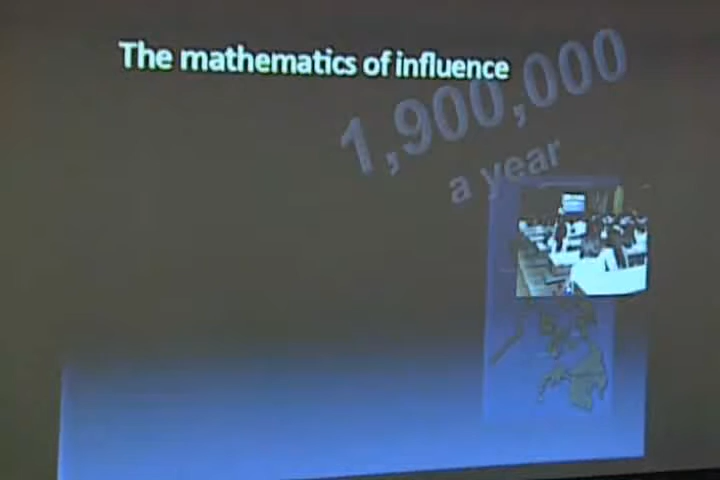 The mathematics of influence
1,900,000
a year